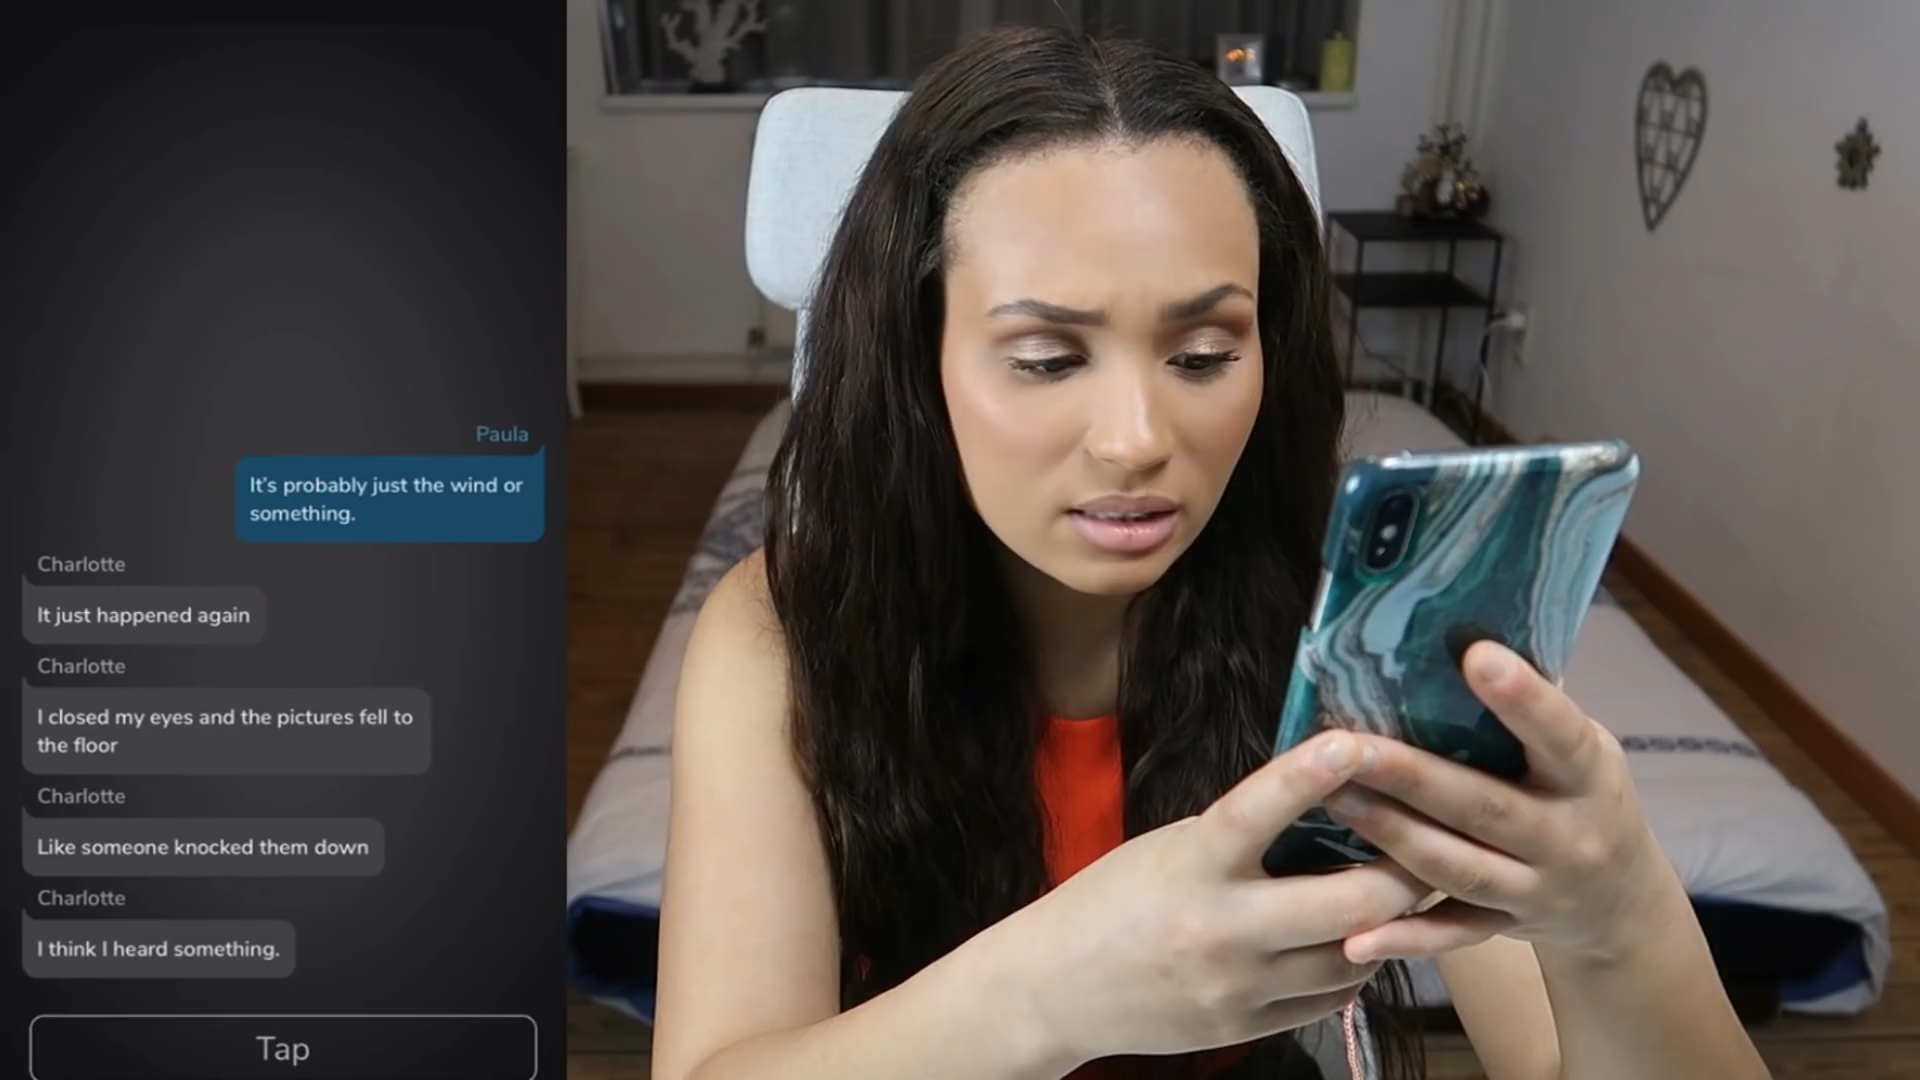 Paula
It's probably just the wind or
something.
Charlotte
It just happened again
Charlotte
I closed my eyes and the pictures fell to
the floor
Charlotte
Like someone knocked them down
Charlotte
I think I heard something.
Tap